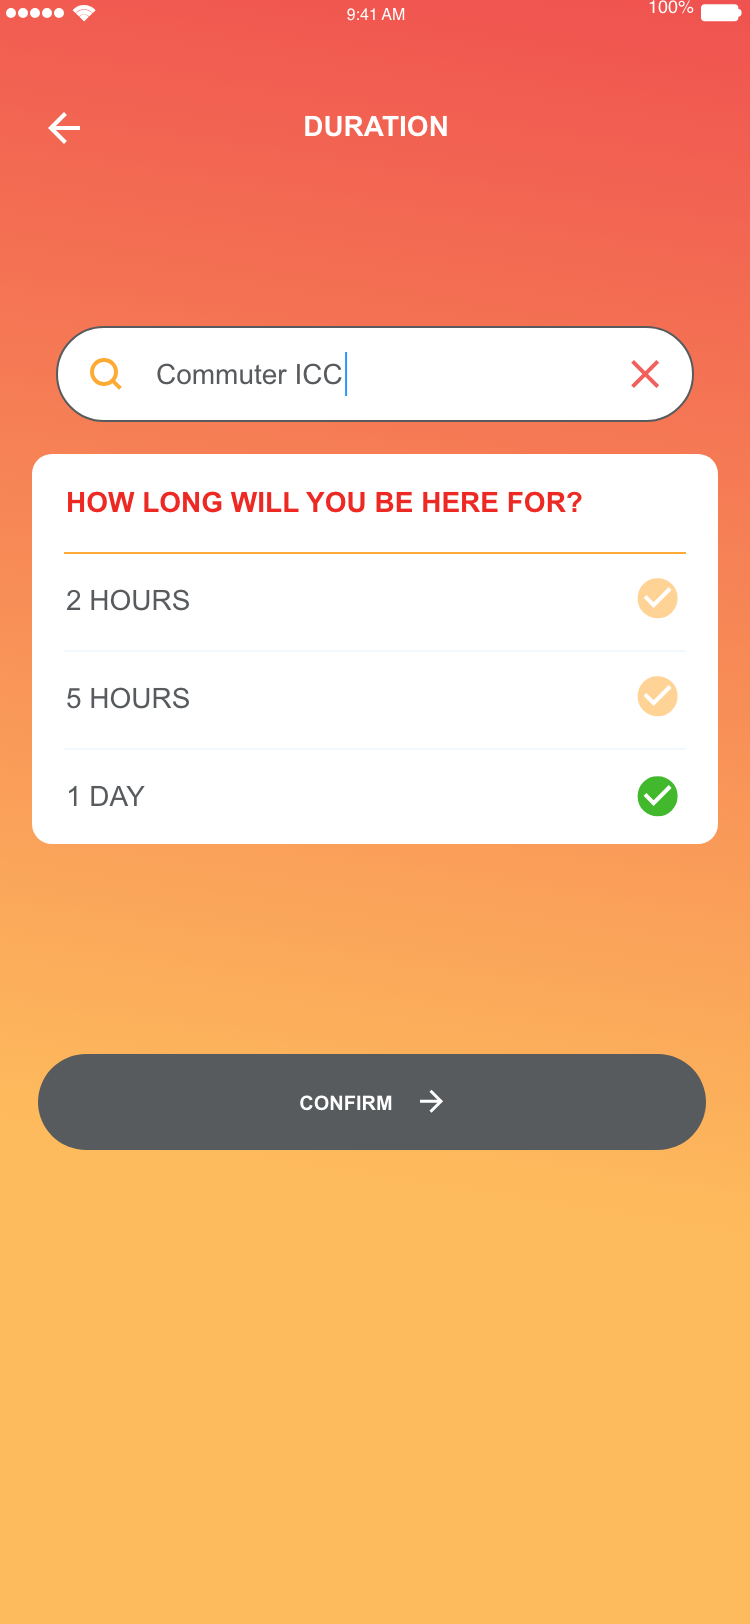 9:41 AM
100%
DURATION
Commuter ICC
HOW LONG WILL YOU BE HERE FOR?
2 HOURS
5 HOURS
1 DAY
CONFIRM